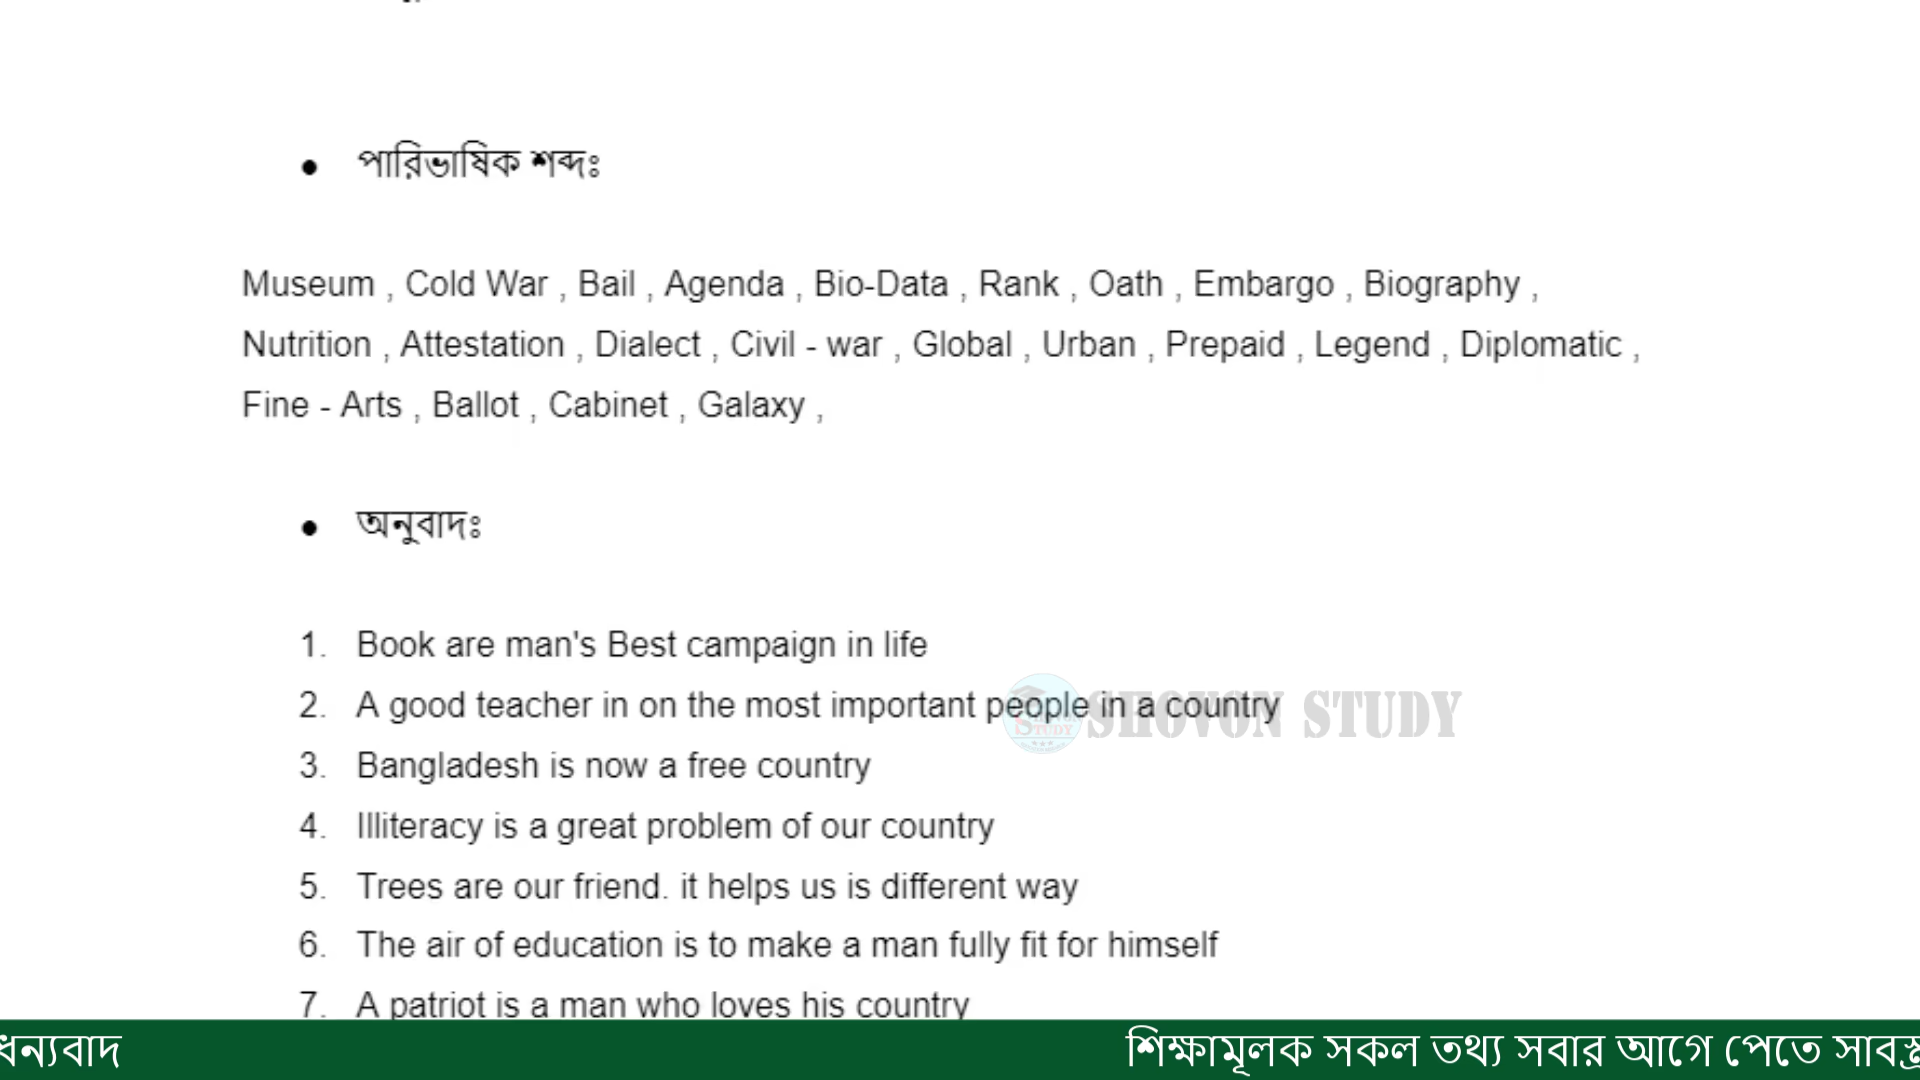 • পারিভাষিক শব্দঃ
Museum , Cold War , Bail , Agenda , Bio-Data , Rank , Oath , Embargo , Biography ,
Nutrition , Attestation , Dialect , Civil - war , Global , Urban , Prepaid , Legend , Diplomatic ,
Fine - Arts , Ballot , Cabinet , Galaxy ,
• অনুবাদঃ
1. Book are man's Best campaign in life
2. A good teacher in on the most important people in a country
SHOVON STUDY
3. Bangladesh is now a free country
4. Illiteracy is a great problem of our country
5. Trees are our friend. it helps us is different way
6. The air of education is to make a man fully fit for himself
7. A patriot is a man who loves his country
ধন্যবাদ
শিক্ষামূলক সকল তথ্য সবার আগে পেতে